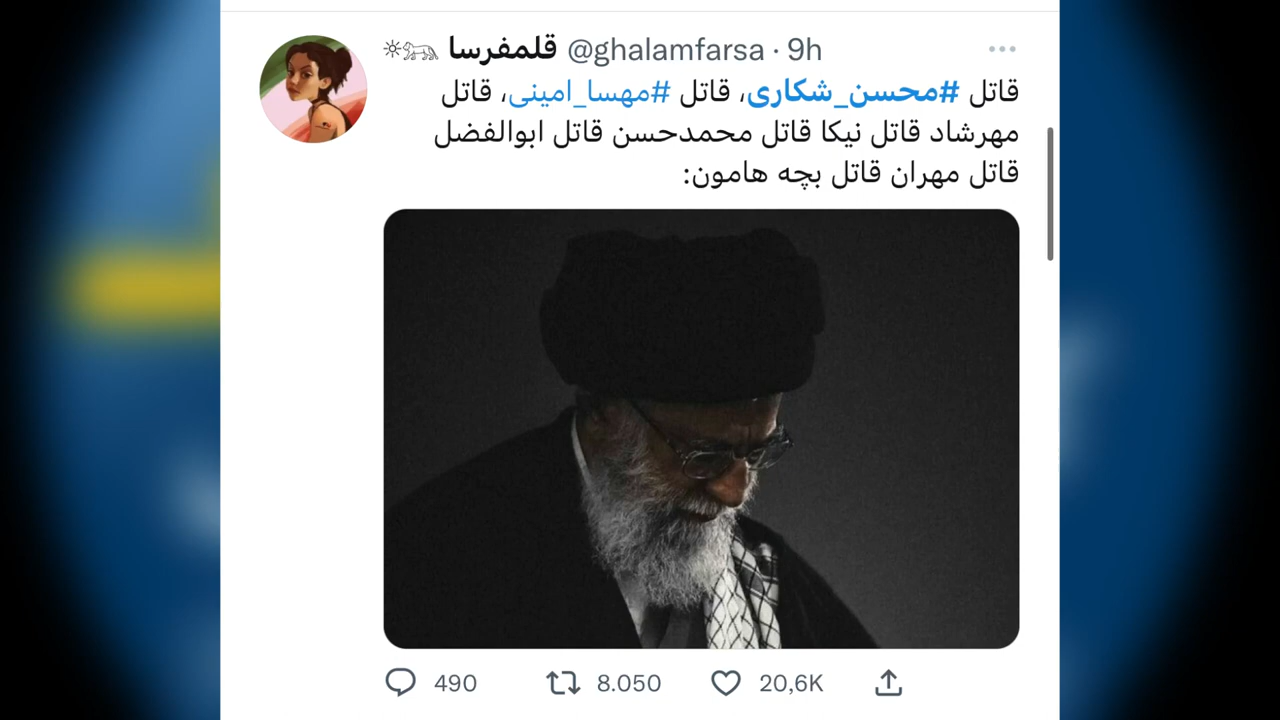 قلمفرسا @ghalamfarsa · 9h
قاتل #محسن_شکاری، قاتل #مهسا_امینی، قاتل
مهرشاد قاتل نیکا قاتل محمدحسن قاتل ابوالفضل
قاتل مهران قاتل بچه هامون:
490 8.050 20,6K